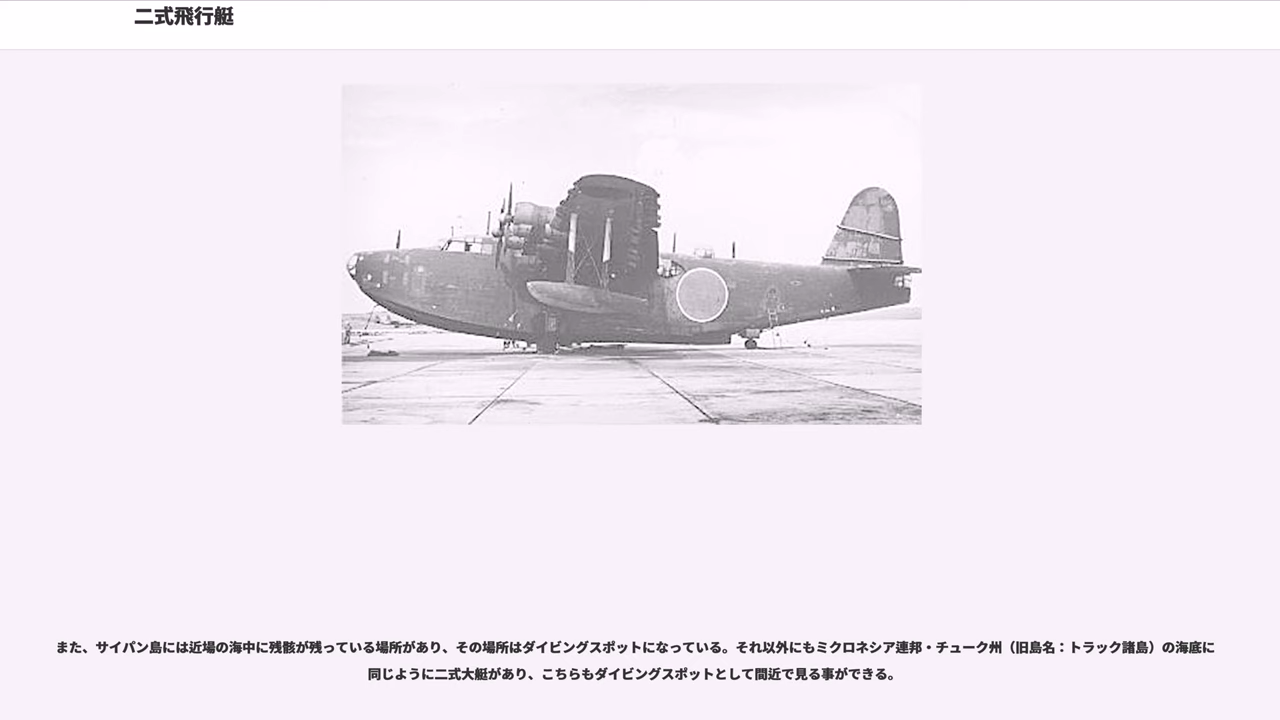 二式飛行艇
また、サイパン島には近場の海中に残骸が残っている場所があり、その場所はダイビングスポットになっている。それ以外にもミクロネシア連邦・チューク州（旧島名：トラック諸島）の海底に
同じように二式大艇があり、こちらもダイビングスポットとして間近で見る事ができる。